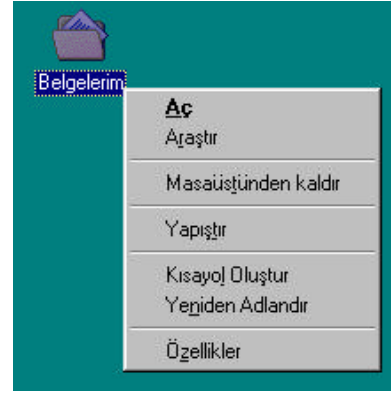 Belgelerim
Aç
Araştır
Masaüstünden kaldır
Yapıştır
Kısayol Oluştur
Yeniden Adlandır
Özellikler